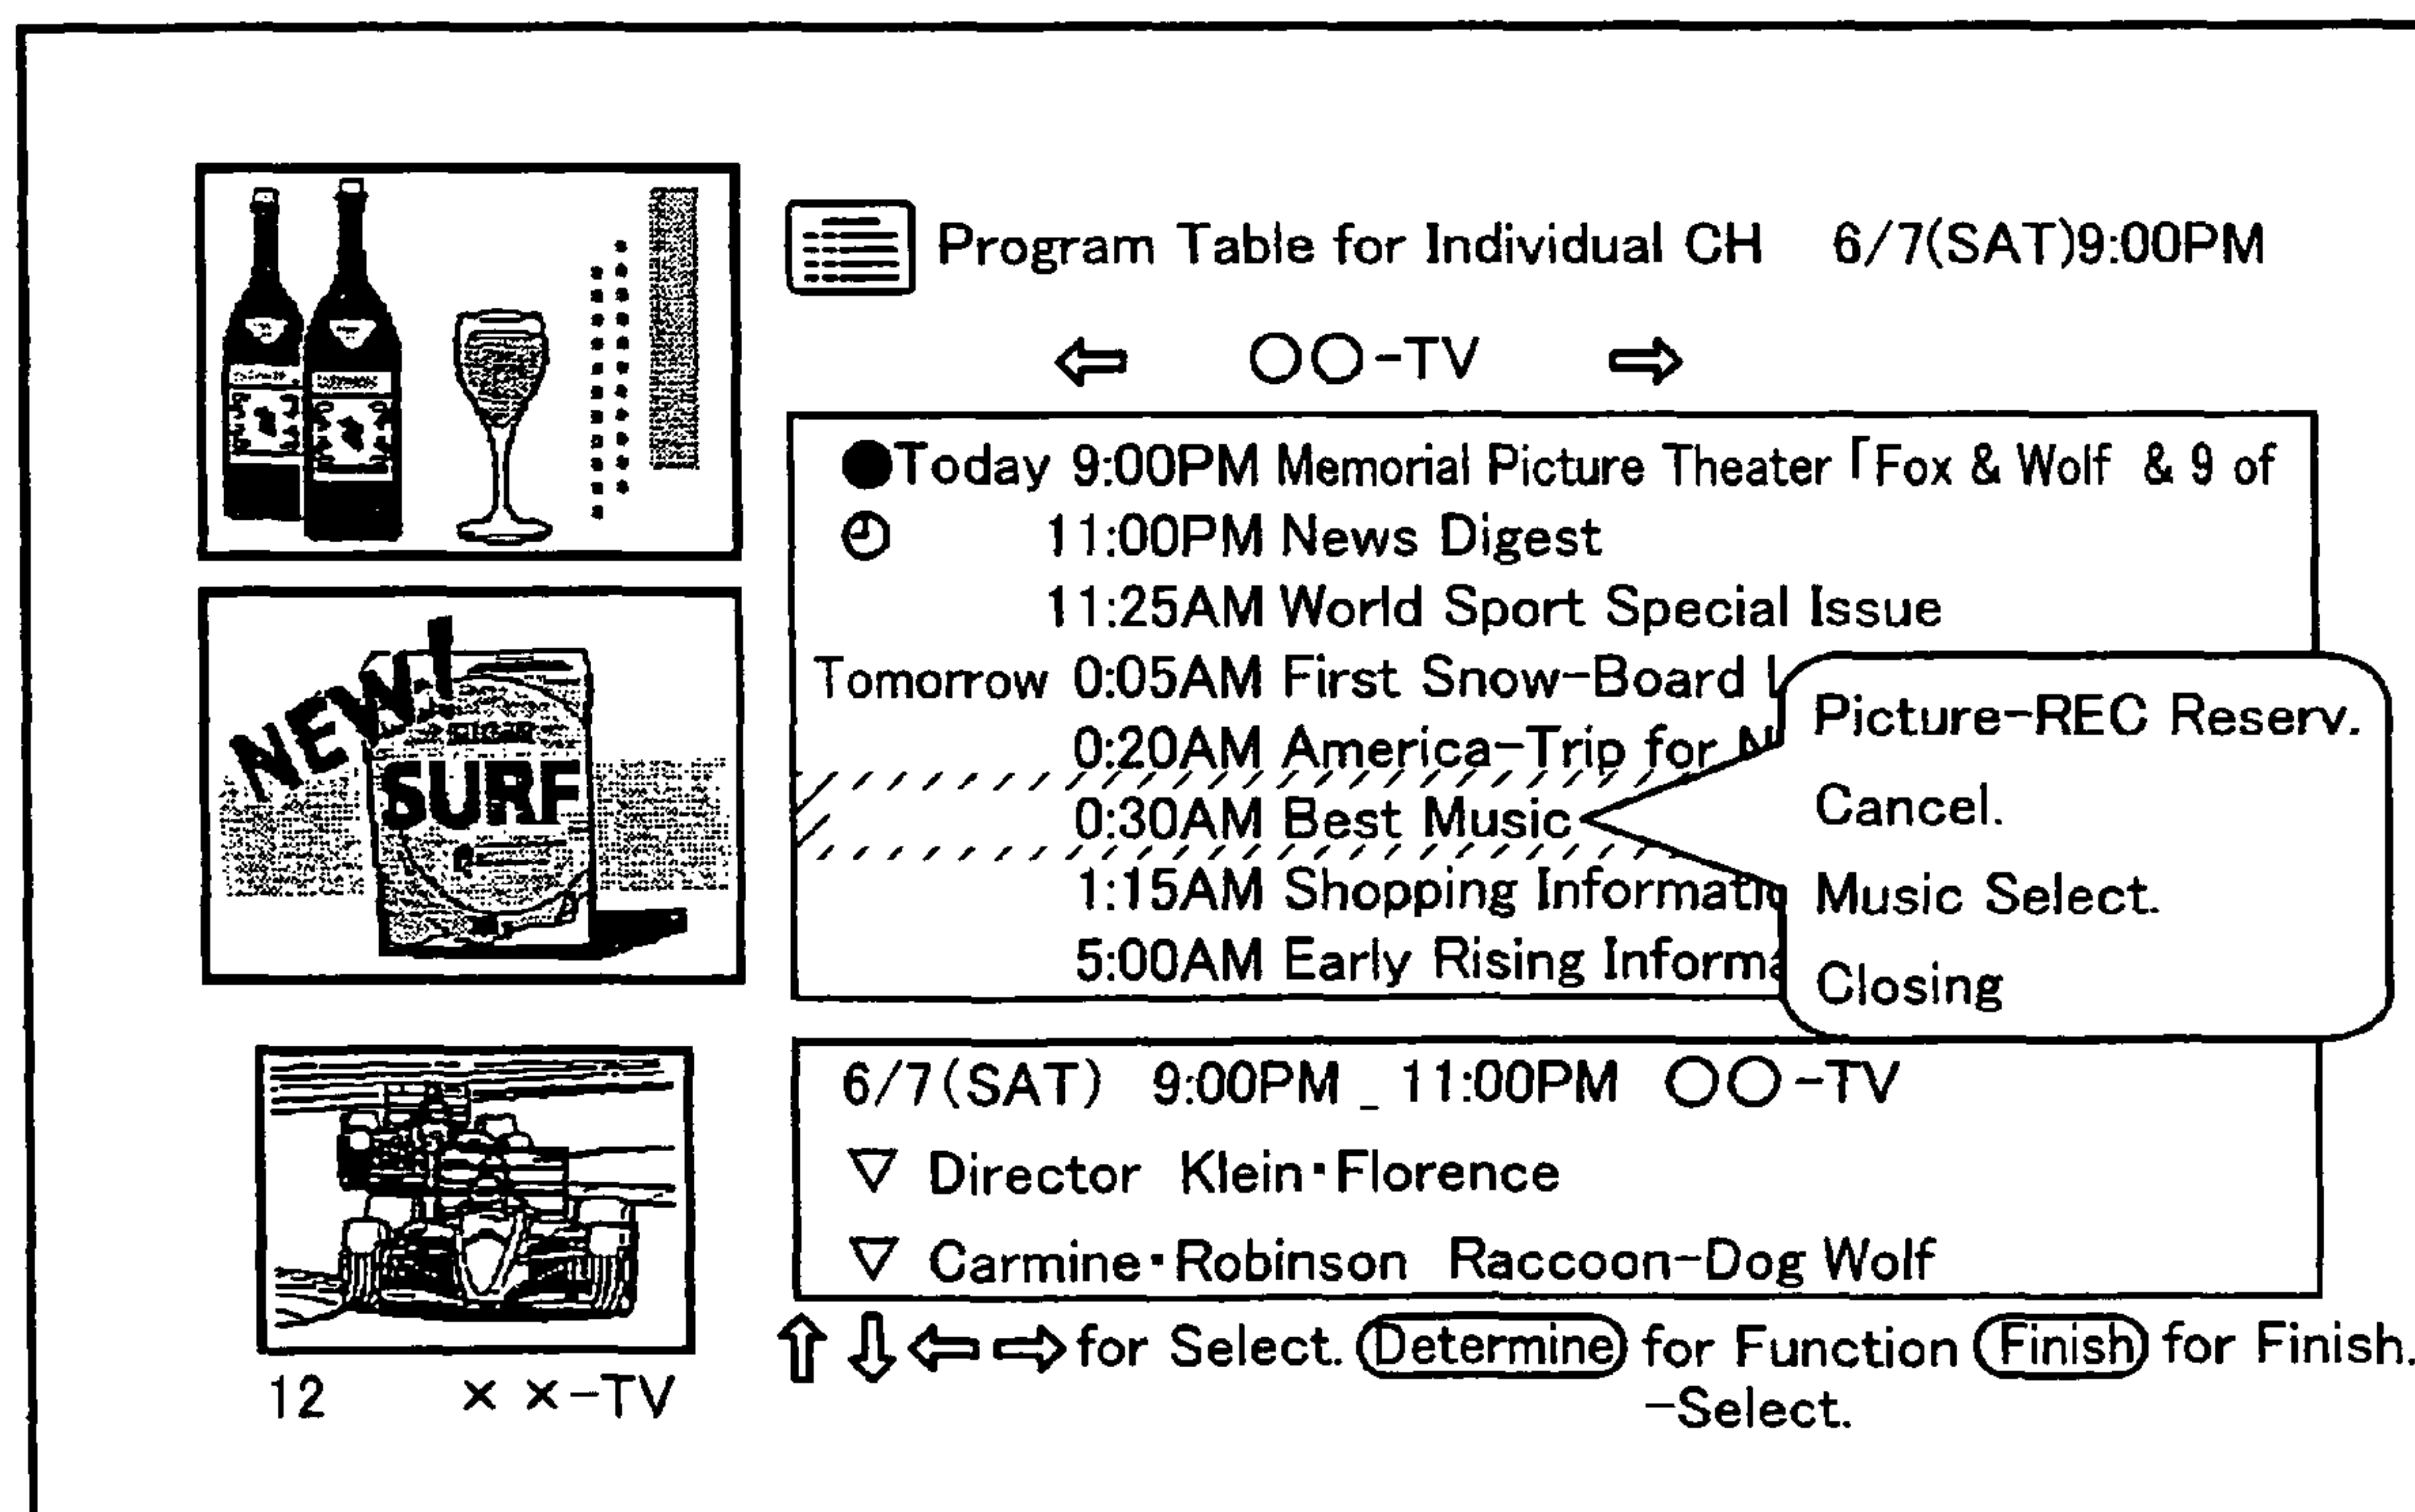 Program Table for Individual CH 6/7(SAT)9:00PM
⇐ ○○-TV ⇒
●Today 9:00PM Memorial Picture Theater「Fox & Wolf & 9 of
11:00PM News Digest
11:25AM World Sport Special Issue
Tomorrow 0:05AM First Snow-Board
0:20AM America-Trip for
0:30AM Best Music
1:15AM Shopping Informatio
5:00AM Early Rising Informa
Picture-REC Reserv.
Cancel.
Music Select.
Closing
NEW!
SURF
6/7(SAT) 9:00PM _ 11:00PM ○○-TV
▽ Director Klein・Florence
▽ Carmine・Robinson Raccoon-Dog Wolf
⇑⇓⇐⇒for Select. Determine for Function Finish for Finish.
-Select.
12 ××-TV